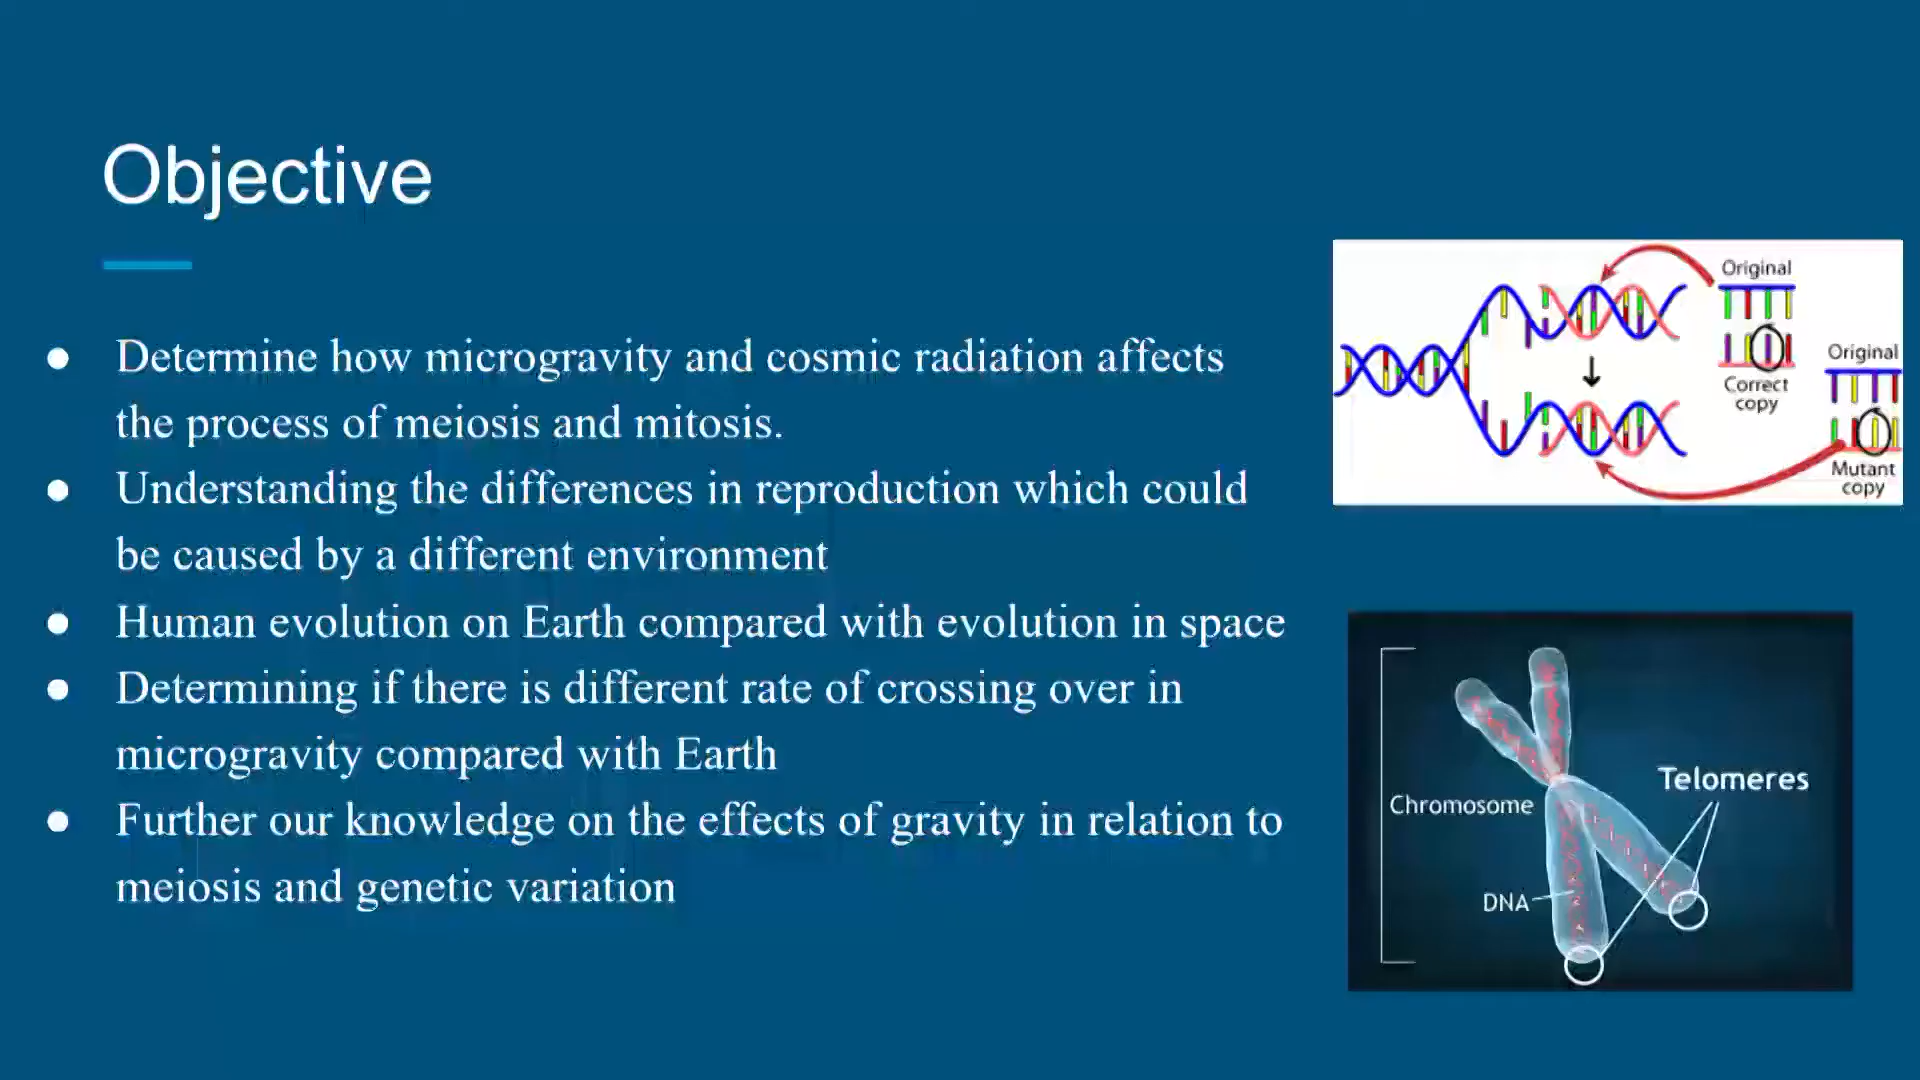 Objective
● Determine how microgravity and cosmic radiation affects
the process of meiosis and mitosis.
● Understanding the differences in reproduction which could
be caused by a different environment
● Human evolution on Earth compared with evolution in space
● Determining if there is different rate of crossing over in
microgravity compared with Earth
● Further our knowledge on the effects of gravity in relation to
meiosis and genetic variation
Original
Correct
copy
Original
Mutant
copy
Telomeres
Chromosome
DNA